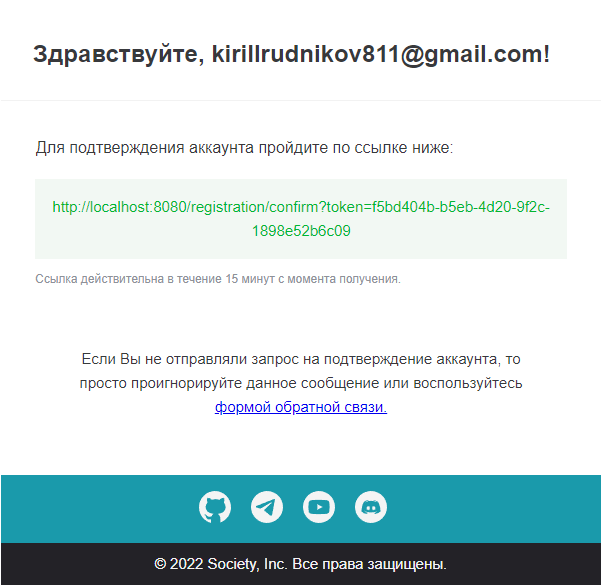 Здравствуйте, kirillrudnikov811@gmail.com!
Для подтверждения аккаунта пройдите по ссылке ниже:
http://localhost:8080/registration/confirm?token=f5bd404b-b5eb-4d20-9f2c-
1898e52b6c09
Ссылка действительна в течение 15 минут с момента получения.
Если Вы не отправляли запрос на подтверждение аккаунта, то
просто проигнорируйте данное сообщение или воспользуйтесь
формой обратной связи.
© 2022 Society, Inc. Все права защищены.